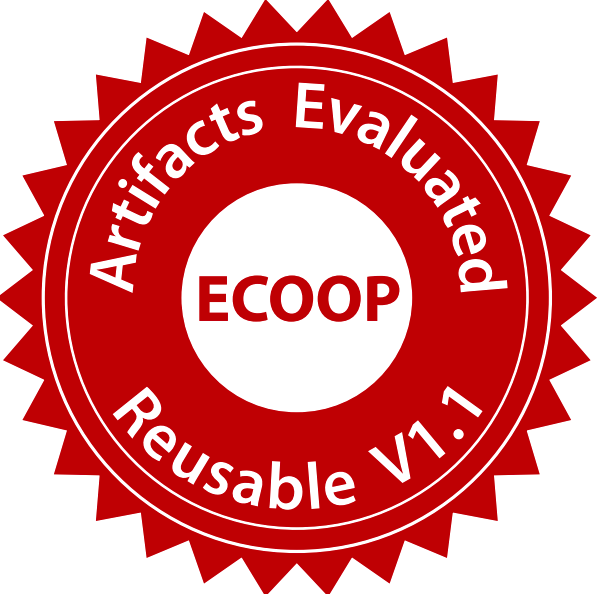 Artifacts Evaluated
ECOOP
Reusable V1.1